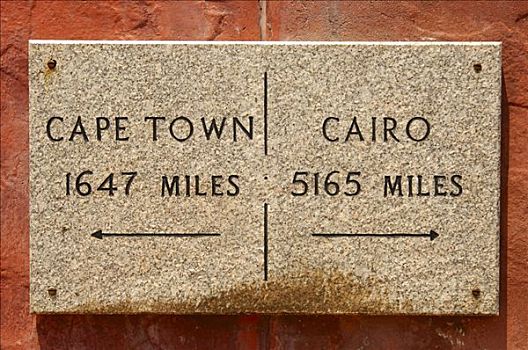 CAPE TOWN
1647 MILES
CAIRO
5165 MILES